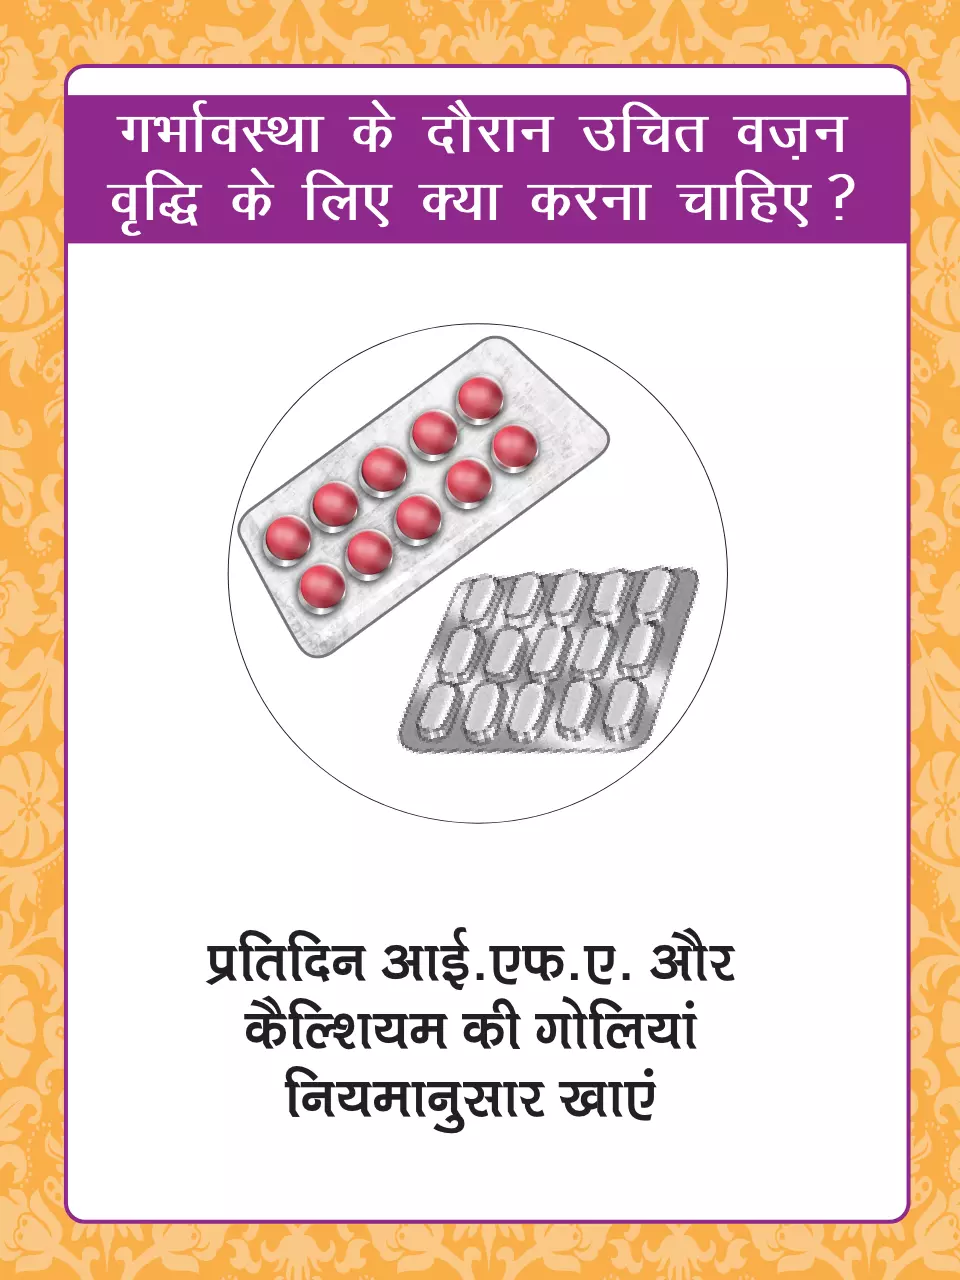 गर्भावस्था के दौरान उचित वज़न
वृद्धि के लिए क्या करना चाहिए ?
प्रतिदिन आई.एफ.ए. और
कैल्शियम की गोलियां
नियमानुसार खाएं